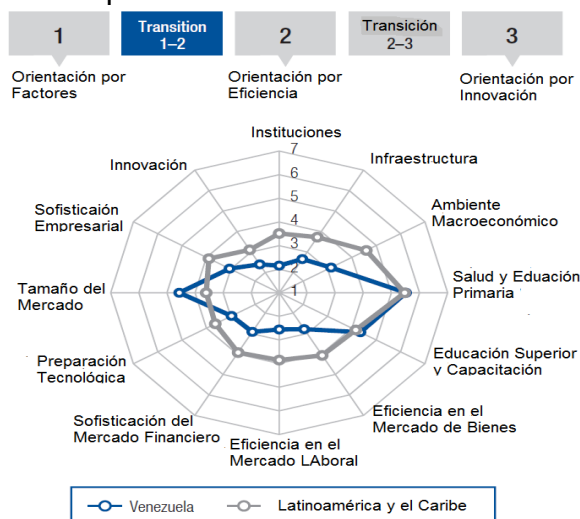 1
Transition
1–2
2
Transición
2–3
3
Orientación por
Factores
Orientación por
Eficiencia
Orientación por
Innovación
Instituciones
7
Innovación
Infraestructura
6
5
Sofisticaión
Empresarial
Ambiente
Macroeconómico
4
3
2
Tamaño del
Mercado
1
Salud y Eduación
Primaria
Preparación
Tecnológica
Educación Superior
y Capacitación
Sofisticación del
Mercado Financiero
Eficiencia en el
Mercado de Bienes
Eficiencia en el
Mercado LAboral
Venezuela
Latinoamérica y el Caribe